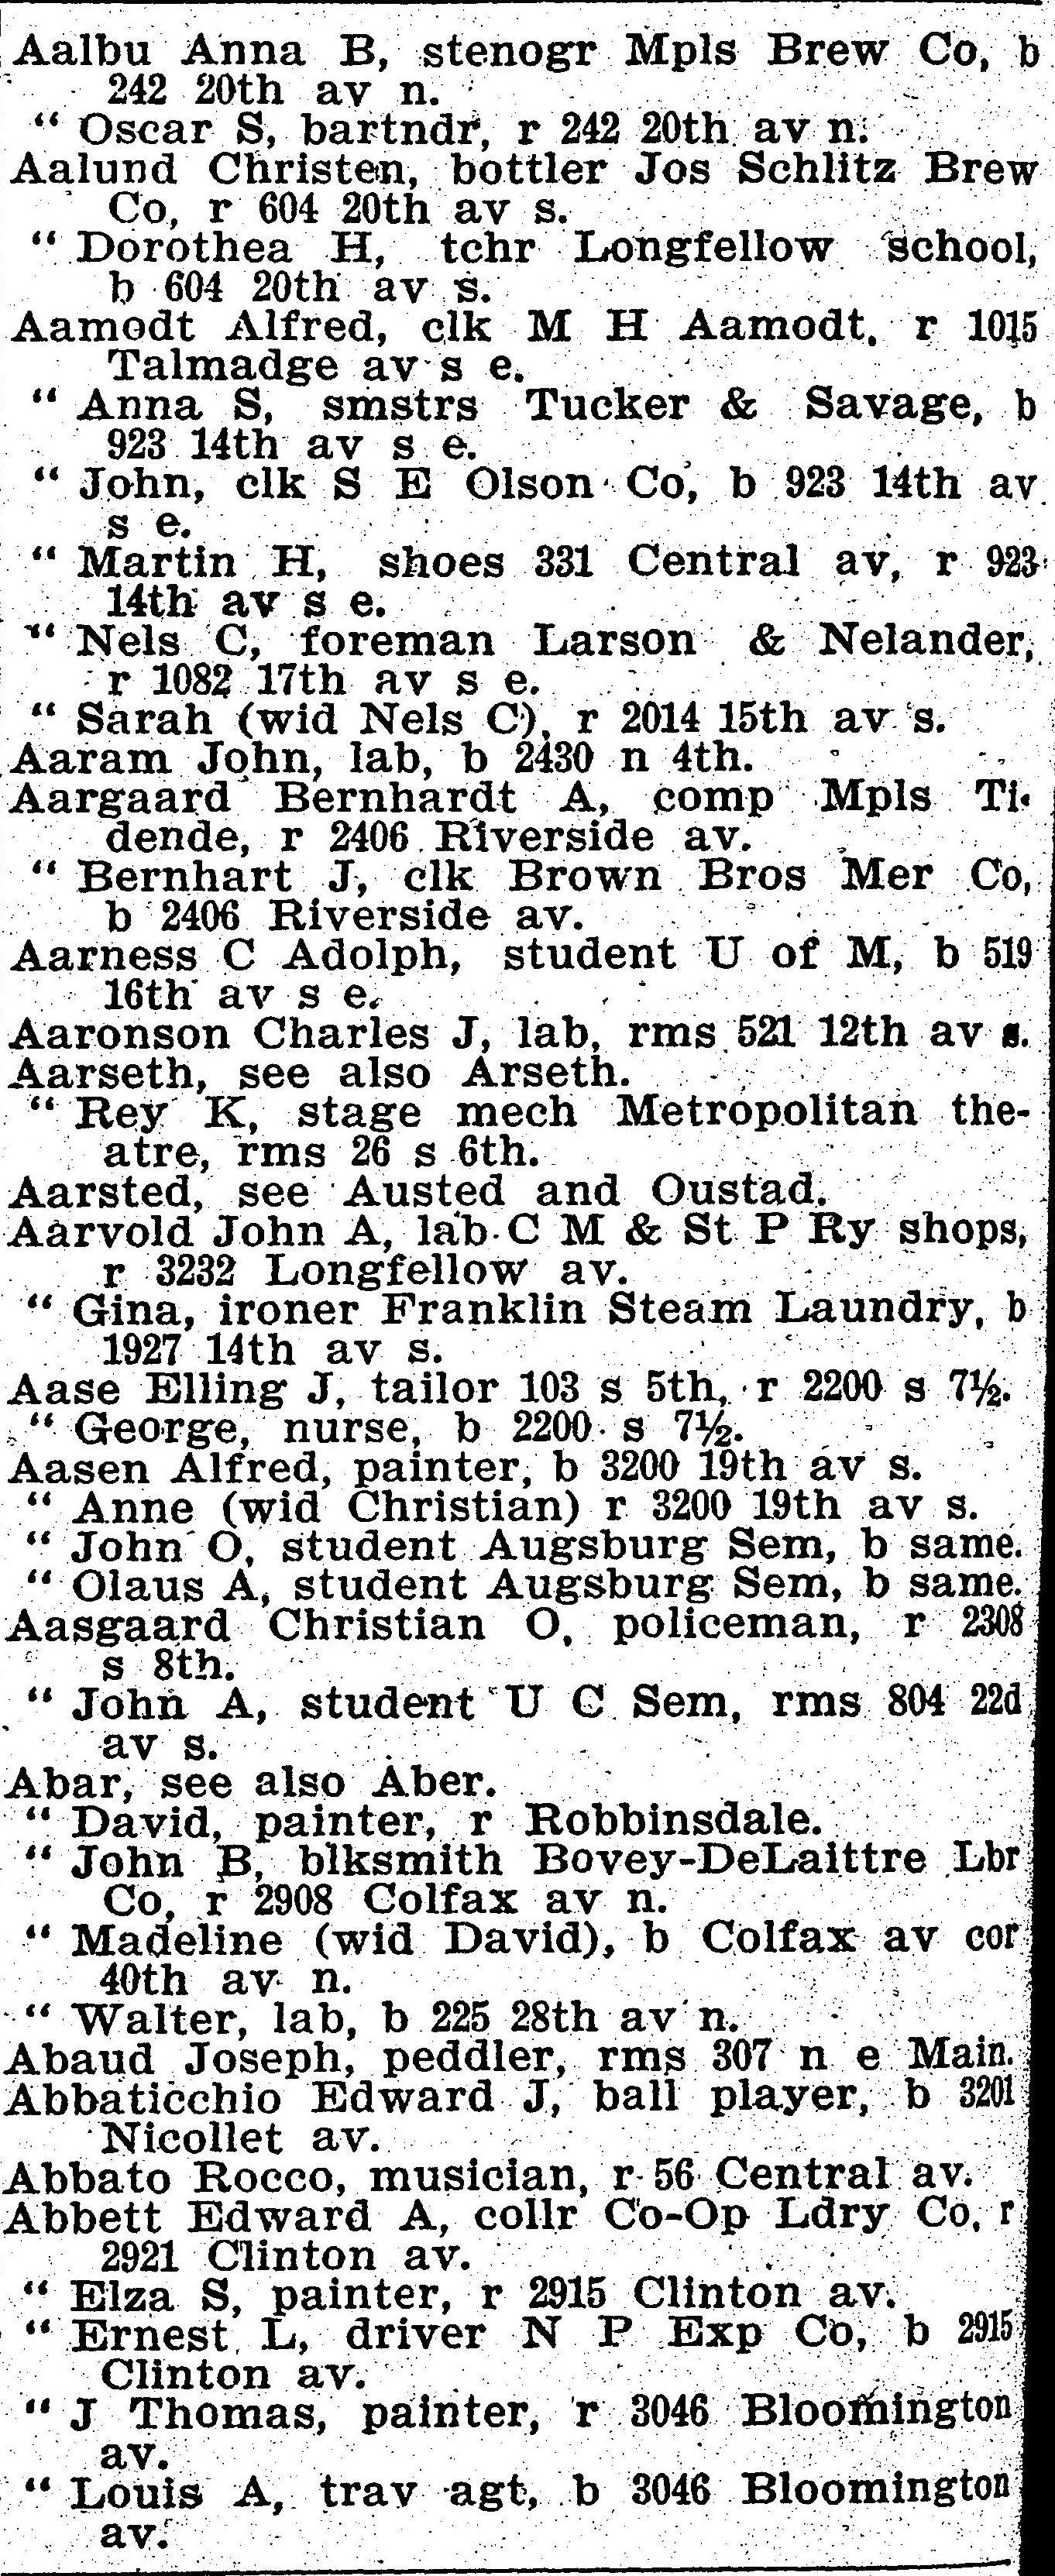 Aalbu Anna B, stenogr Mpls Brew Co, b
242 20th av n.
" Oscar S, bartndr, r 242 20th av n.
Aalund Christen, bottler Jos Schlitz Brew
Co, r 604 20th av s.
" Dorothea H, tchr Longfellow school,
b 604 20th av s.
Aamodt Alfred, clk M H Aamodt, r 1015
Talmadge av s e.
" Anna S, smstrs Tucker & Savage, b
923 14th av s e.
" John, clk S E Olson Co, b 923 14th av
s e.
" Martin H, shoes 331 Central av, r 923
14th av s e.
" Nels C, foreman Larson & Nelander,
r 1082 17th av s e.
" Sarah (wid Nels C), r 2014 15th av s.
Aaram John, lab, b 2430 n 4th.
Aargaard Bernhardt A, comp Mpls Ti-
dende, r 2406 Riverside av.
" Bernhart J, clk Brown Bros Mer Co,
b 2406 Riverside av.
Aarness C Adolph, student U of M, b 519
16th av s e.
Aaronson Charles J, lab, rms 521 12th av s.
Aarseth, see also Arseth.
" Rey K, stage mech Metropolitan the-
atre, rms 26 s 6th.
Aarsted, see Austed and Oustad.
Aarvold John A, lab C M & St P Ry shops,
r 3232 Longfellow av.
" Gina, ironer Franklin Steam Laundry, b
1927 14th av s.
Aase Elling J, tailor 103 s 5th, r 2200 s 7½.
" George, nurse, b 2200 s 7½.
Aasen Alfred, painter, b 3200 19th av s.
" Anne (wid Christian) r 3200 19th av s.
" John O, student Augsburg Sem, b same.
" Olaus A, student Augsburg Sem, b same.
Aasgaard Christian O, policeman, r 2308
s 8th.
" John A, student U C Sem, rms 804 22d
av s.
Abar, see also Aber.
" David, painter, r Robbinsdale.
" John B, blksmith Bovey-DeLaittre Lbr
Co, r 2908 Colfax av n.
" Madeline (wid David), b Colfax av cor
40th av n.
" Walter, lab, b 225 28th av n.
Abaud Joseph, peddler, rms 307 n e Main.
Abbaticchio Edward J, ball player, b 3201
Nicollet av.
Abbato Rocco, musician, r 56 Central av.
Abbett Edward A, collr Co-Op Ldry Co, r
2921 Clinton av.
" Elza S, painter, r 2915 Clinton av.
" Ernest L, driver N P Exp Co, b 2915
Clinton av.
" J Thomas, painter, r 3046 Bloomington
av.
" Louis A, trav agt, b 3046 Bloomington
av.